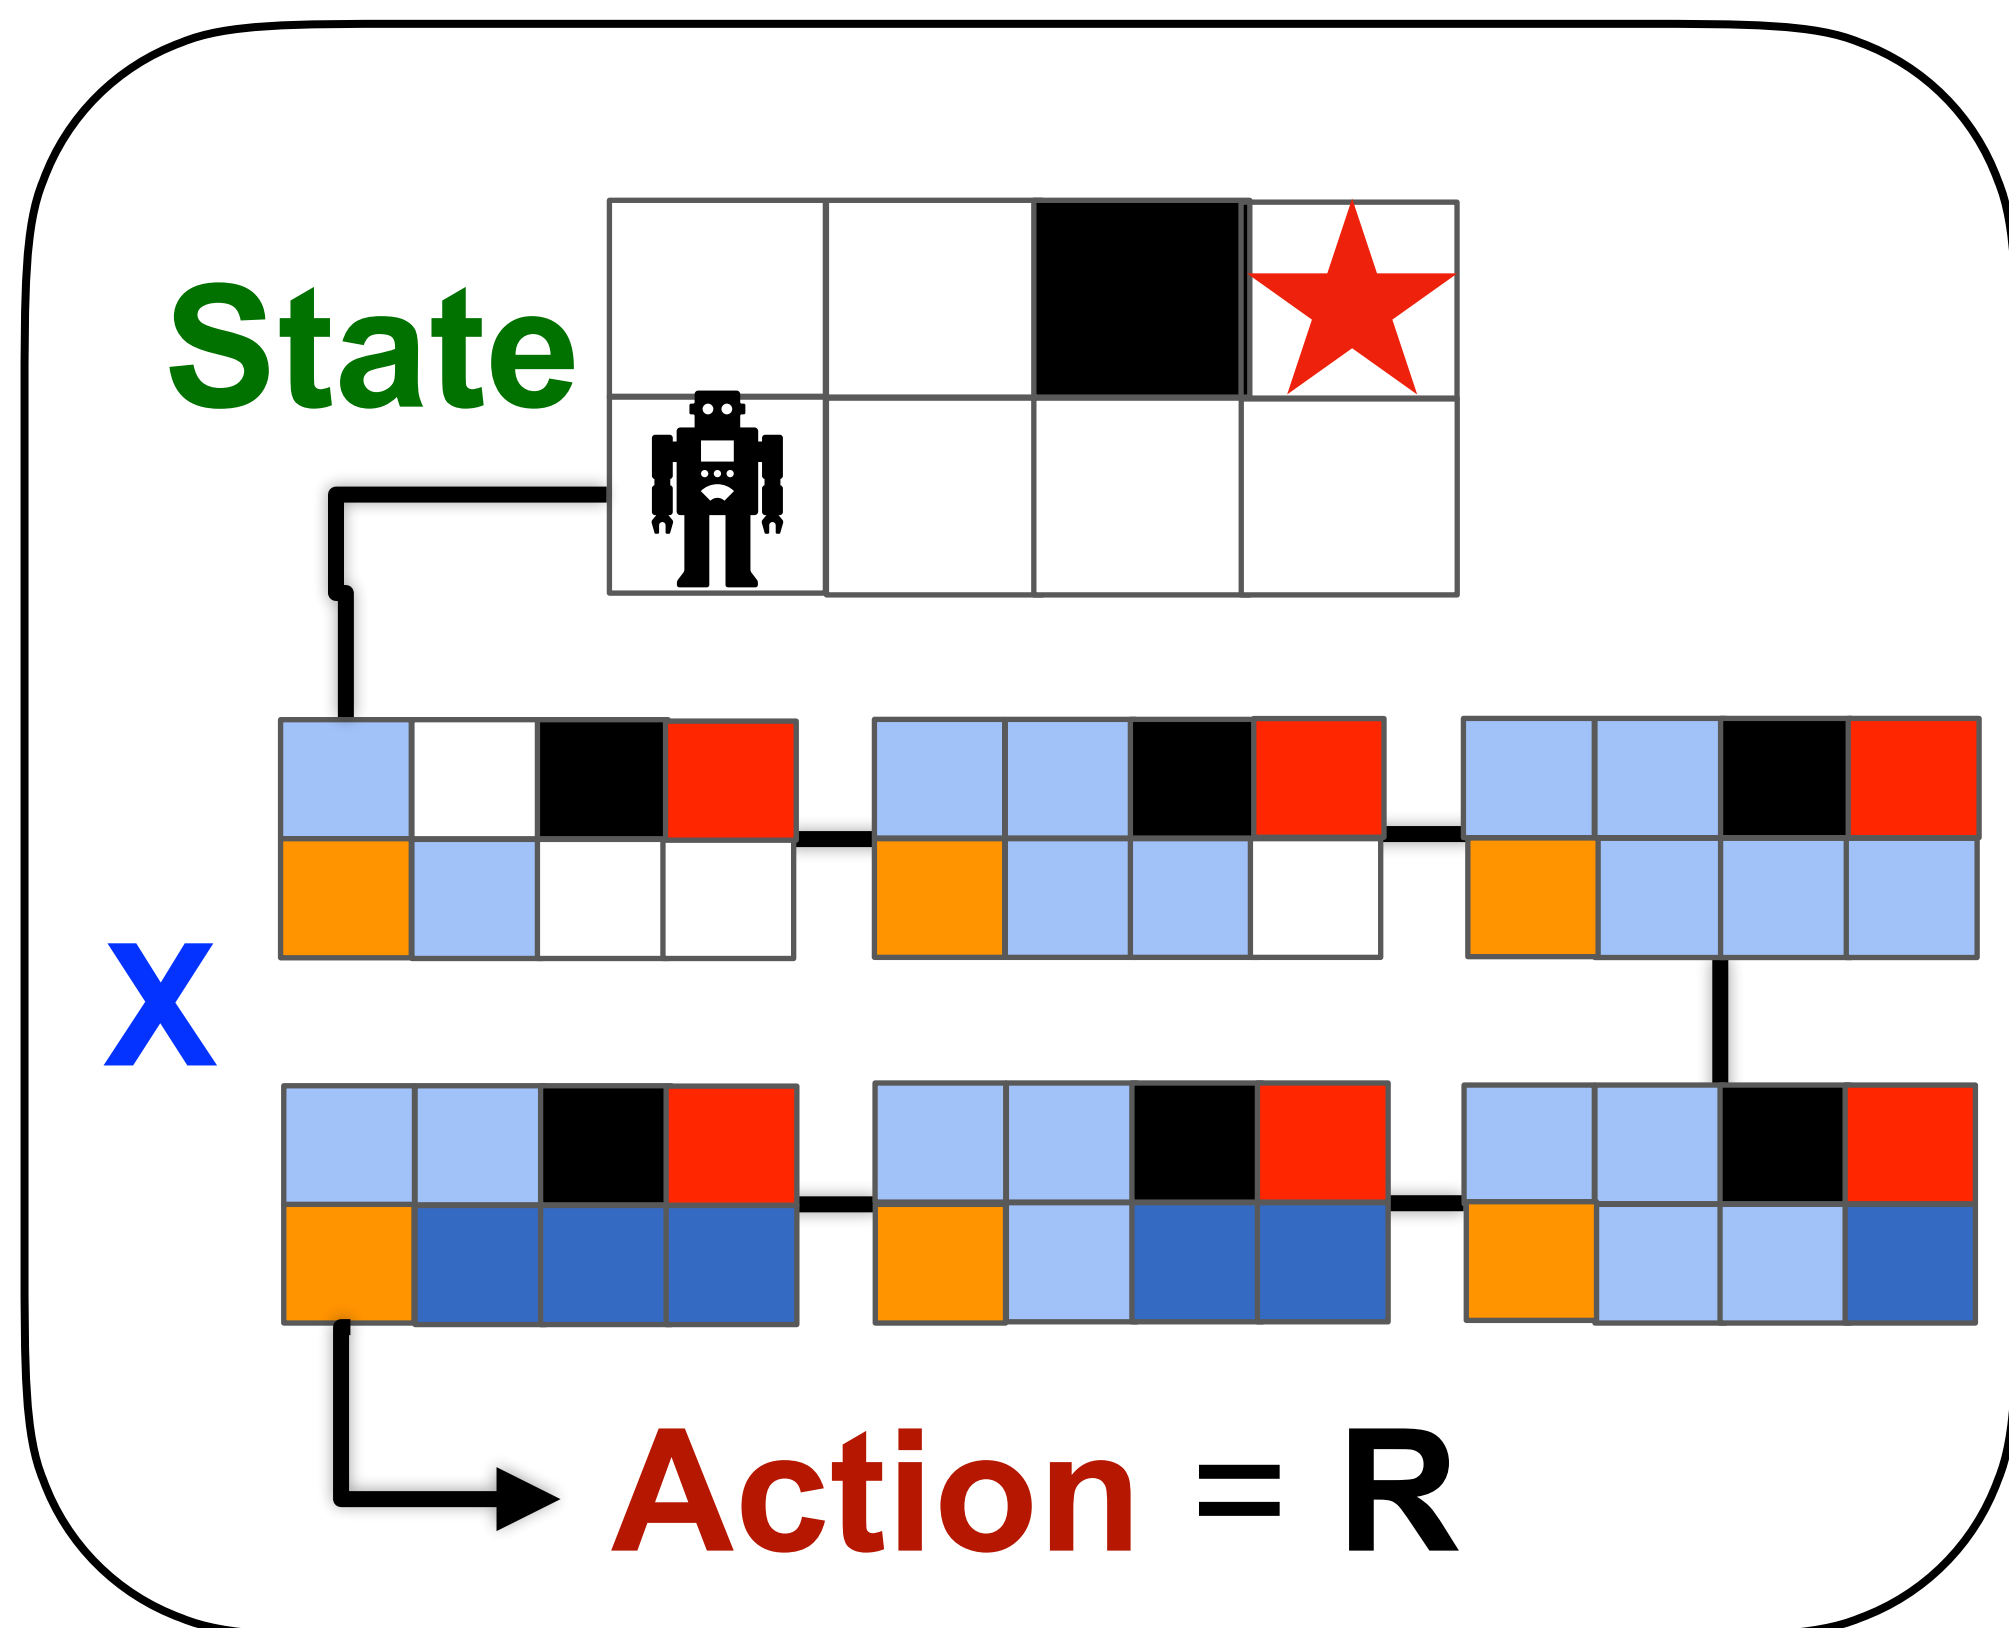 State
X
Action = R